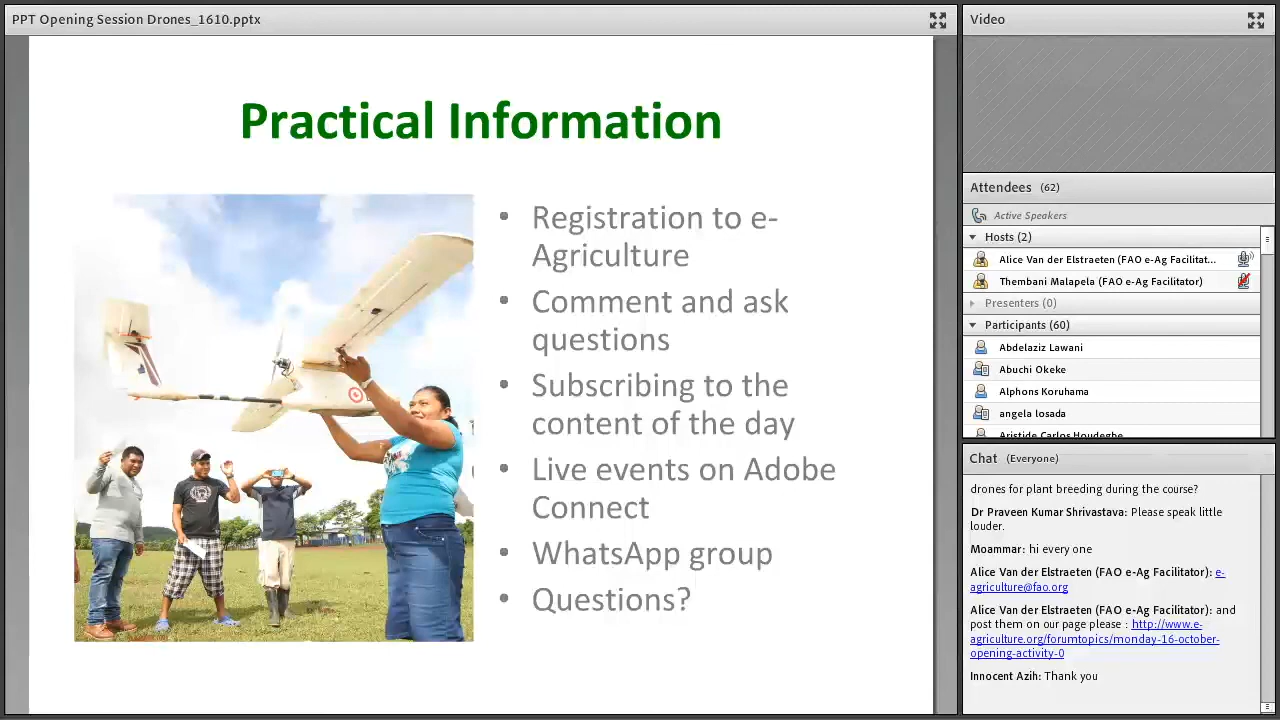 PPT Opening Session Drones_1610.pptx
Practical Information
• Registration to e-
Agriculture
• Comment and ask
questions
• Subscribing to the
content of the day
• Live events on Adobe
Connect
• WhatsApp group
• Questions?
Video
Attendees (62)
Active Speakers
Hosts (2)
Alice Van der Elstraeten (FAO e-Ag Facilitat...
Thembani Malapela (FAO e-Ag Facilitator)
Presenters (0)
Participants (60)
Abdelaziz Lawani
Abuchi Okeke
Alphons Koruhama
angela losada
Aristide Carlos Houdegbe
Chat (Everyone)
drones for plant breeding during the course?
Dr Praveen Kumar Shrivastava: Please speak little
louder.
Moammar: hi every one
Alice Van der Elstraeten (FAO e-Ag Facilitator): e-
agriculture@fao.org
Alice Van der Elstraeten (FAO e-Ag Facilitator): and
post them on our page please : http://www.e-
agriculture.org/forumtopics/monday-16-october-
opening-activity-0
Innocent Azih: Thank you